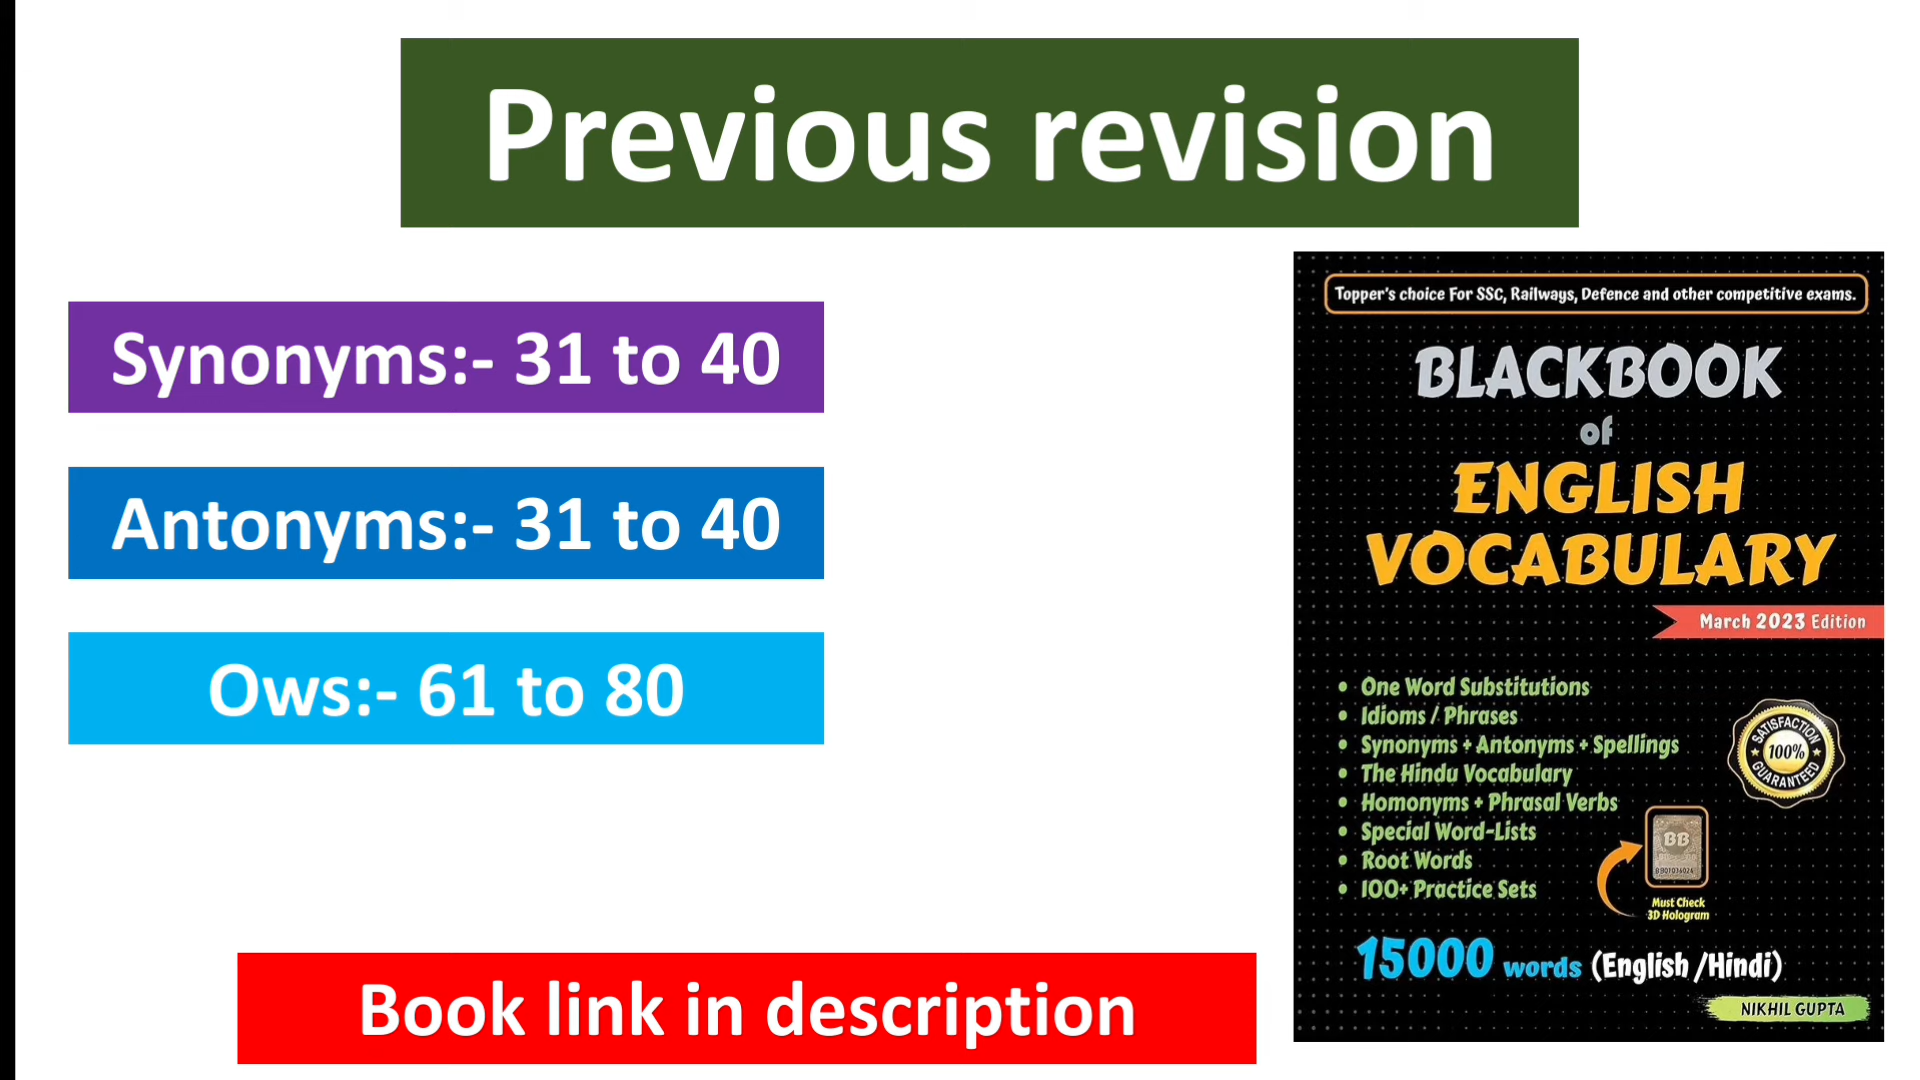 Previous revision
Synonyms:- 31 to 40
Antonyms:- 31 to 40
Ows:- 61 to 80
Book link in description
Topper's choice For SSC, Railways, Defence and other competitive exams.
BLACKBOOK
of
ENGLISH
VOCABULARY
March 2023 Edition
• One Word Substitutions
• Idioms / Phrases
• Synonyms + Antonyms + Spellings
• The Hindu Vocabulary
• Homonyms + Phrasal Verbs
• Special Word-Lists
• Root Words
• 100+ Practice Sets
SATISFACTION
100%
GUARANTEED
BB
Must Check
3D Hologram
15000 words (English /Hindi)
NIKHIL GUPTA